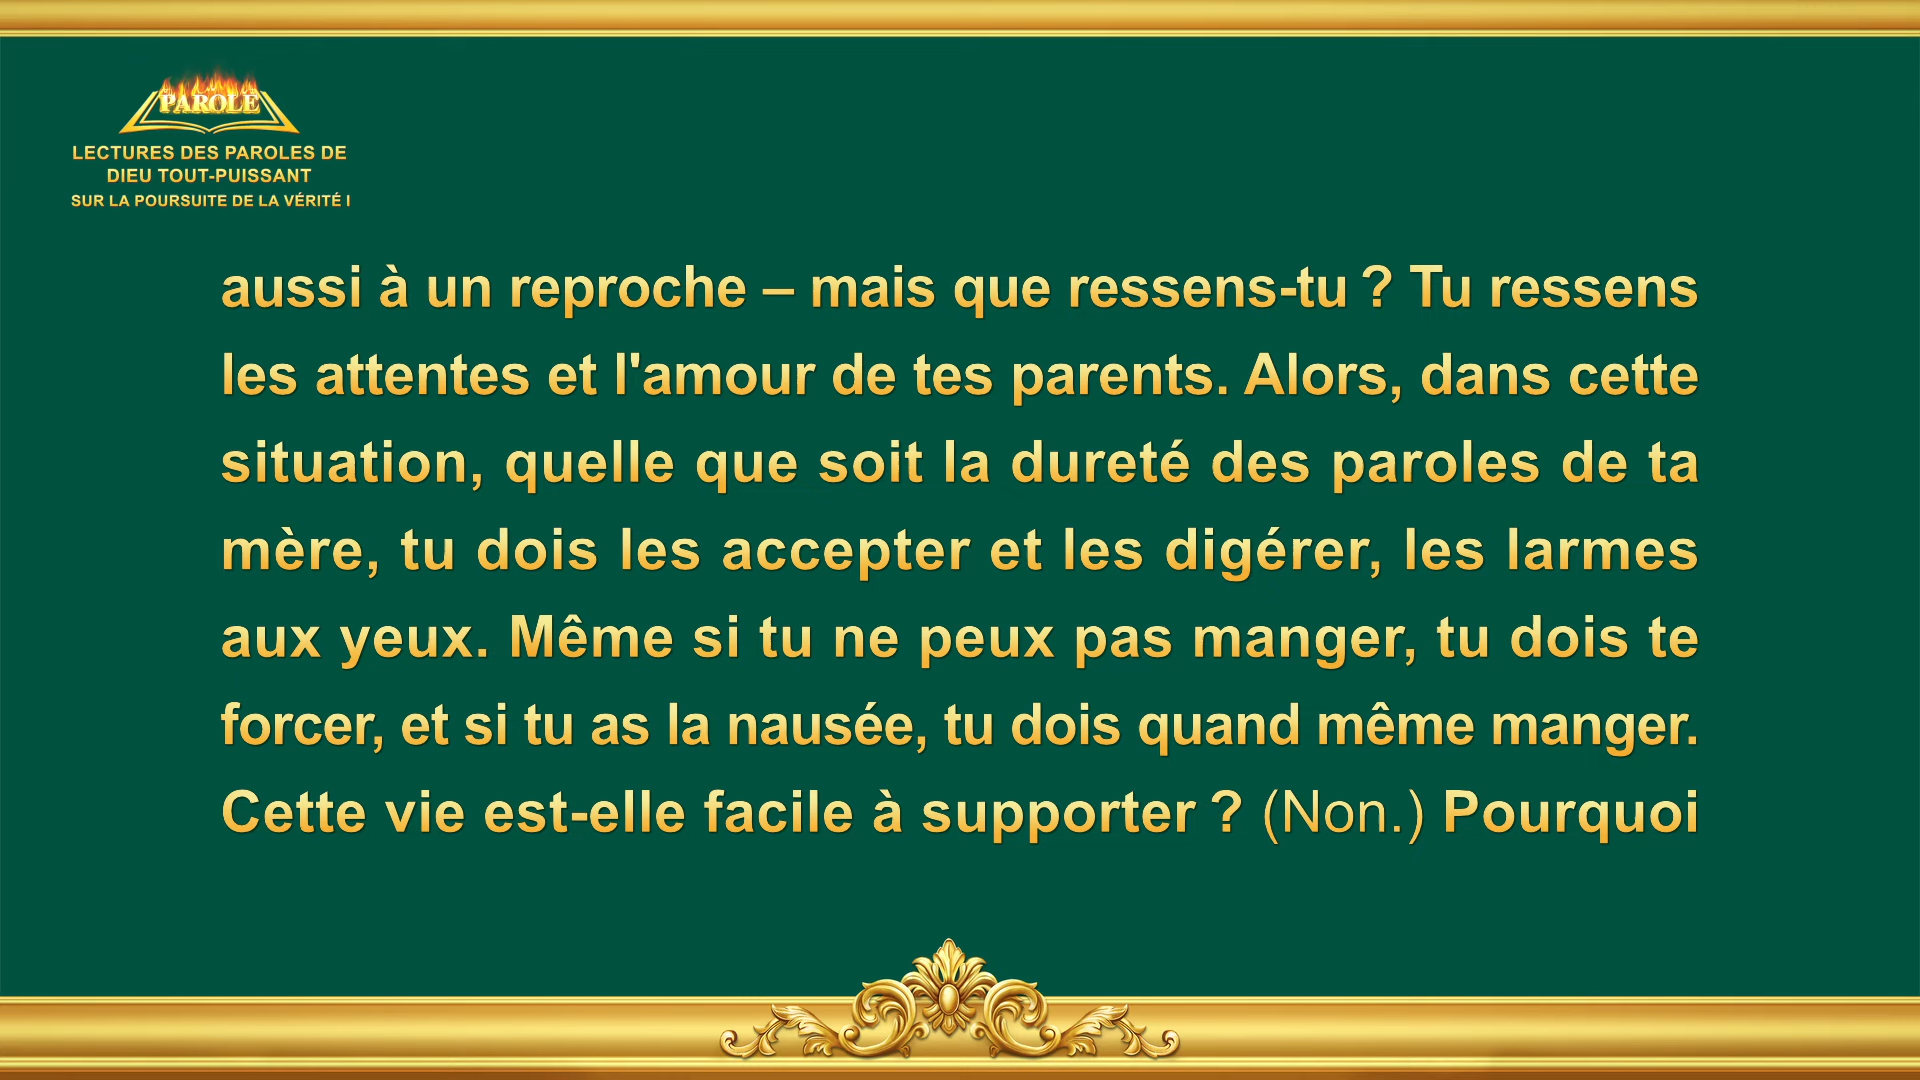 PAROLE
LECTURES DES PAROLES DE
DIEU TOUT-PUISSANT
SUR LA POURSUITE DE LA VÉRITÉ I
aussi à un reproche – mais que ressens-tu ? Tu ressens
les attentes et l'amour de tes parents. Alors, dans cette
situation, quelle que soit la dureté des paroles de ta
mère, tu dois les accepter et les digérer, les larmes
aux yeux. Même si tu ne peux pas manger, tu dois te
forcer, et si tu as la nausée, tu dois quand même manger.
Cette vie est-elle facile à supporter ? (Non.) Pourquoi